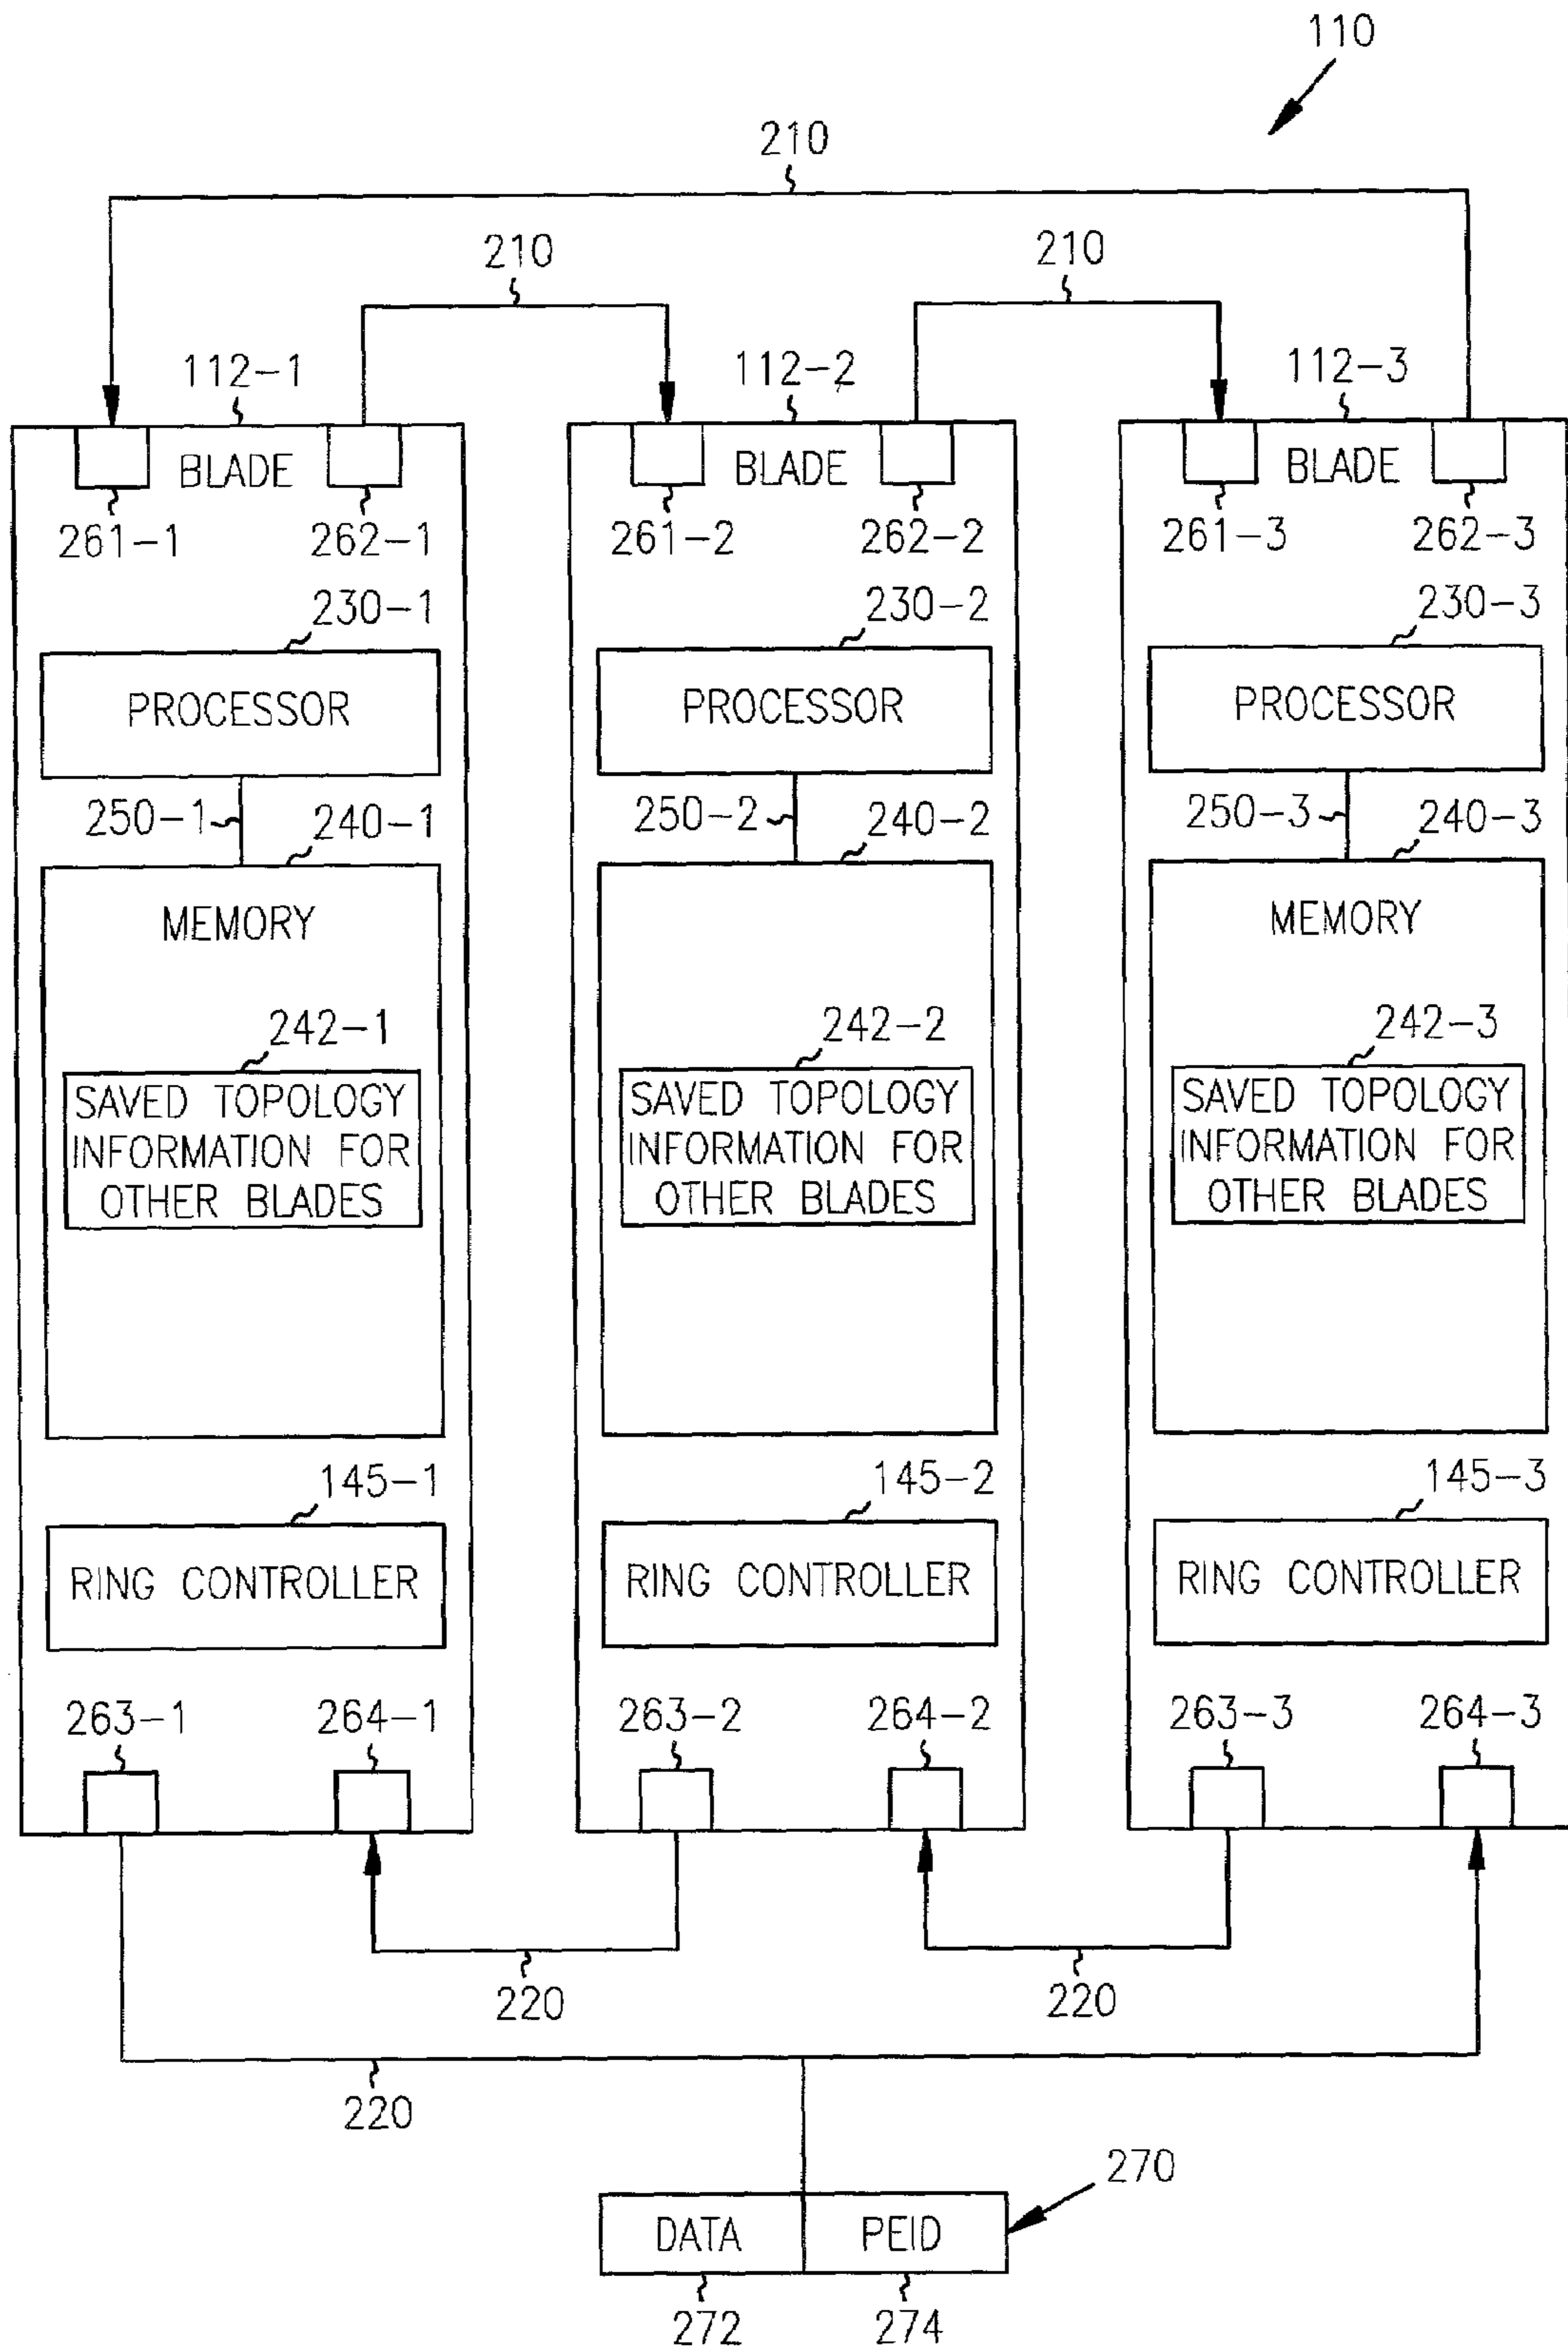 110
210
210 210
112-1 112-2 112-3
BLADE BLADE BLADE
261-1 262-1 261-2 262-2 261-3 262-3
230-1 230-2 230-3
PROCESSOR PROCESSOR PROCESSOR
250-1 240-1 250-2 240-2 250-3 240-3
MEMORY MEMORY
242-1 242-2 242-3
SAVED TOPOLOGY SAVED TOPOLOGY SAVED TOPOLOGY
INFORMATION FOR INFORMATION FOR INFORMATION FOR
OTHER BLADES OTHER BLADES OTHER BLADES
145-1 145-2 145-3
RING CONTROLLER RING CONTROLLER RING CONTROLLER
263-1 264-1 263-2 264-2 263-3 264-3
220 220
220
270
DATA PEID
272 274